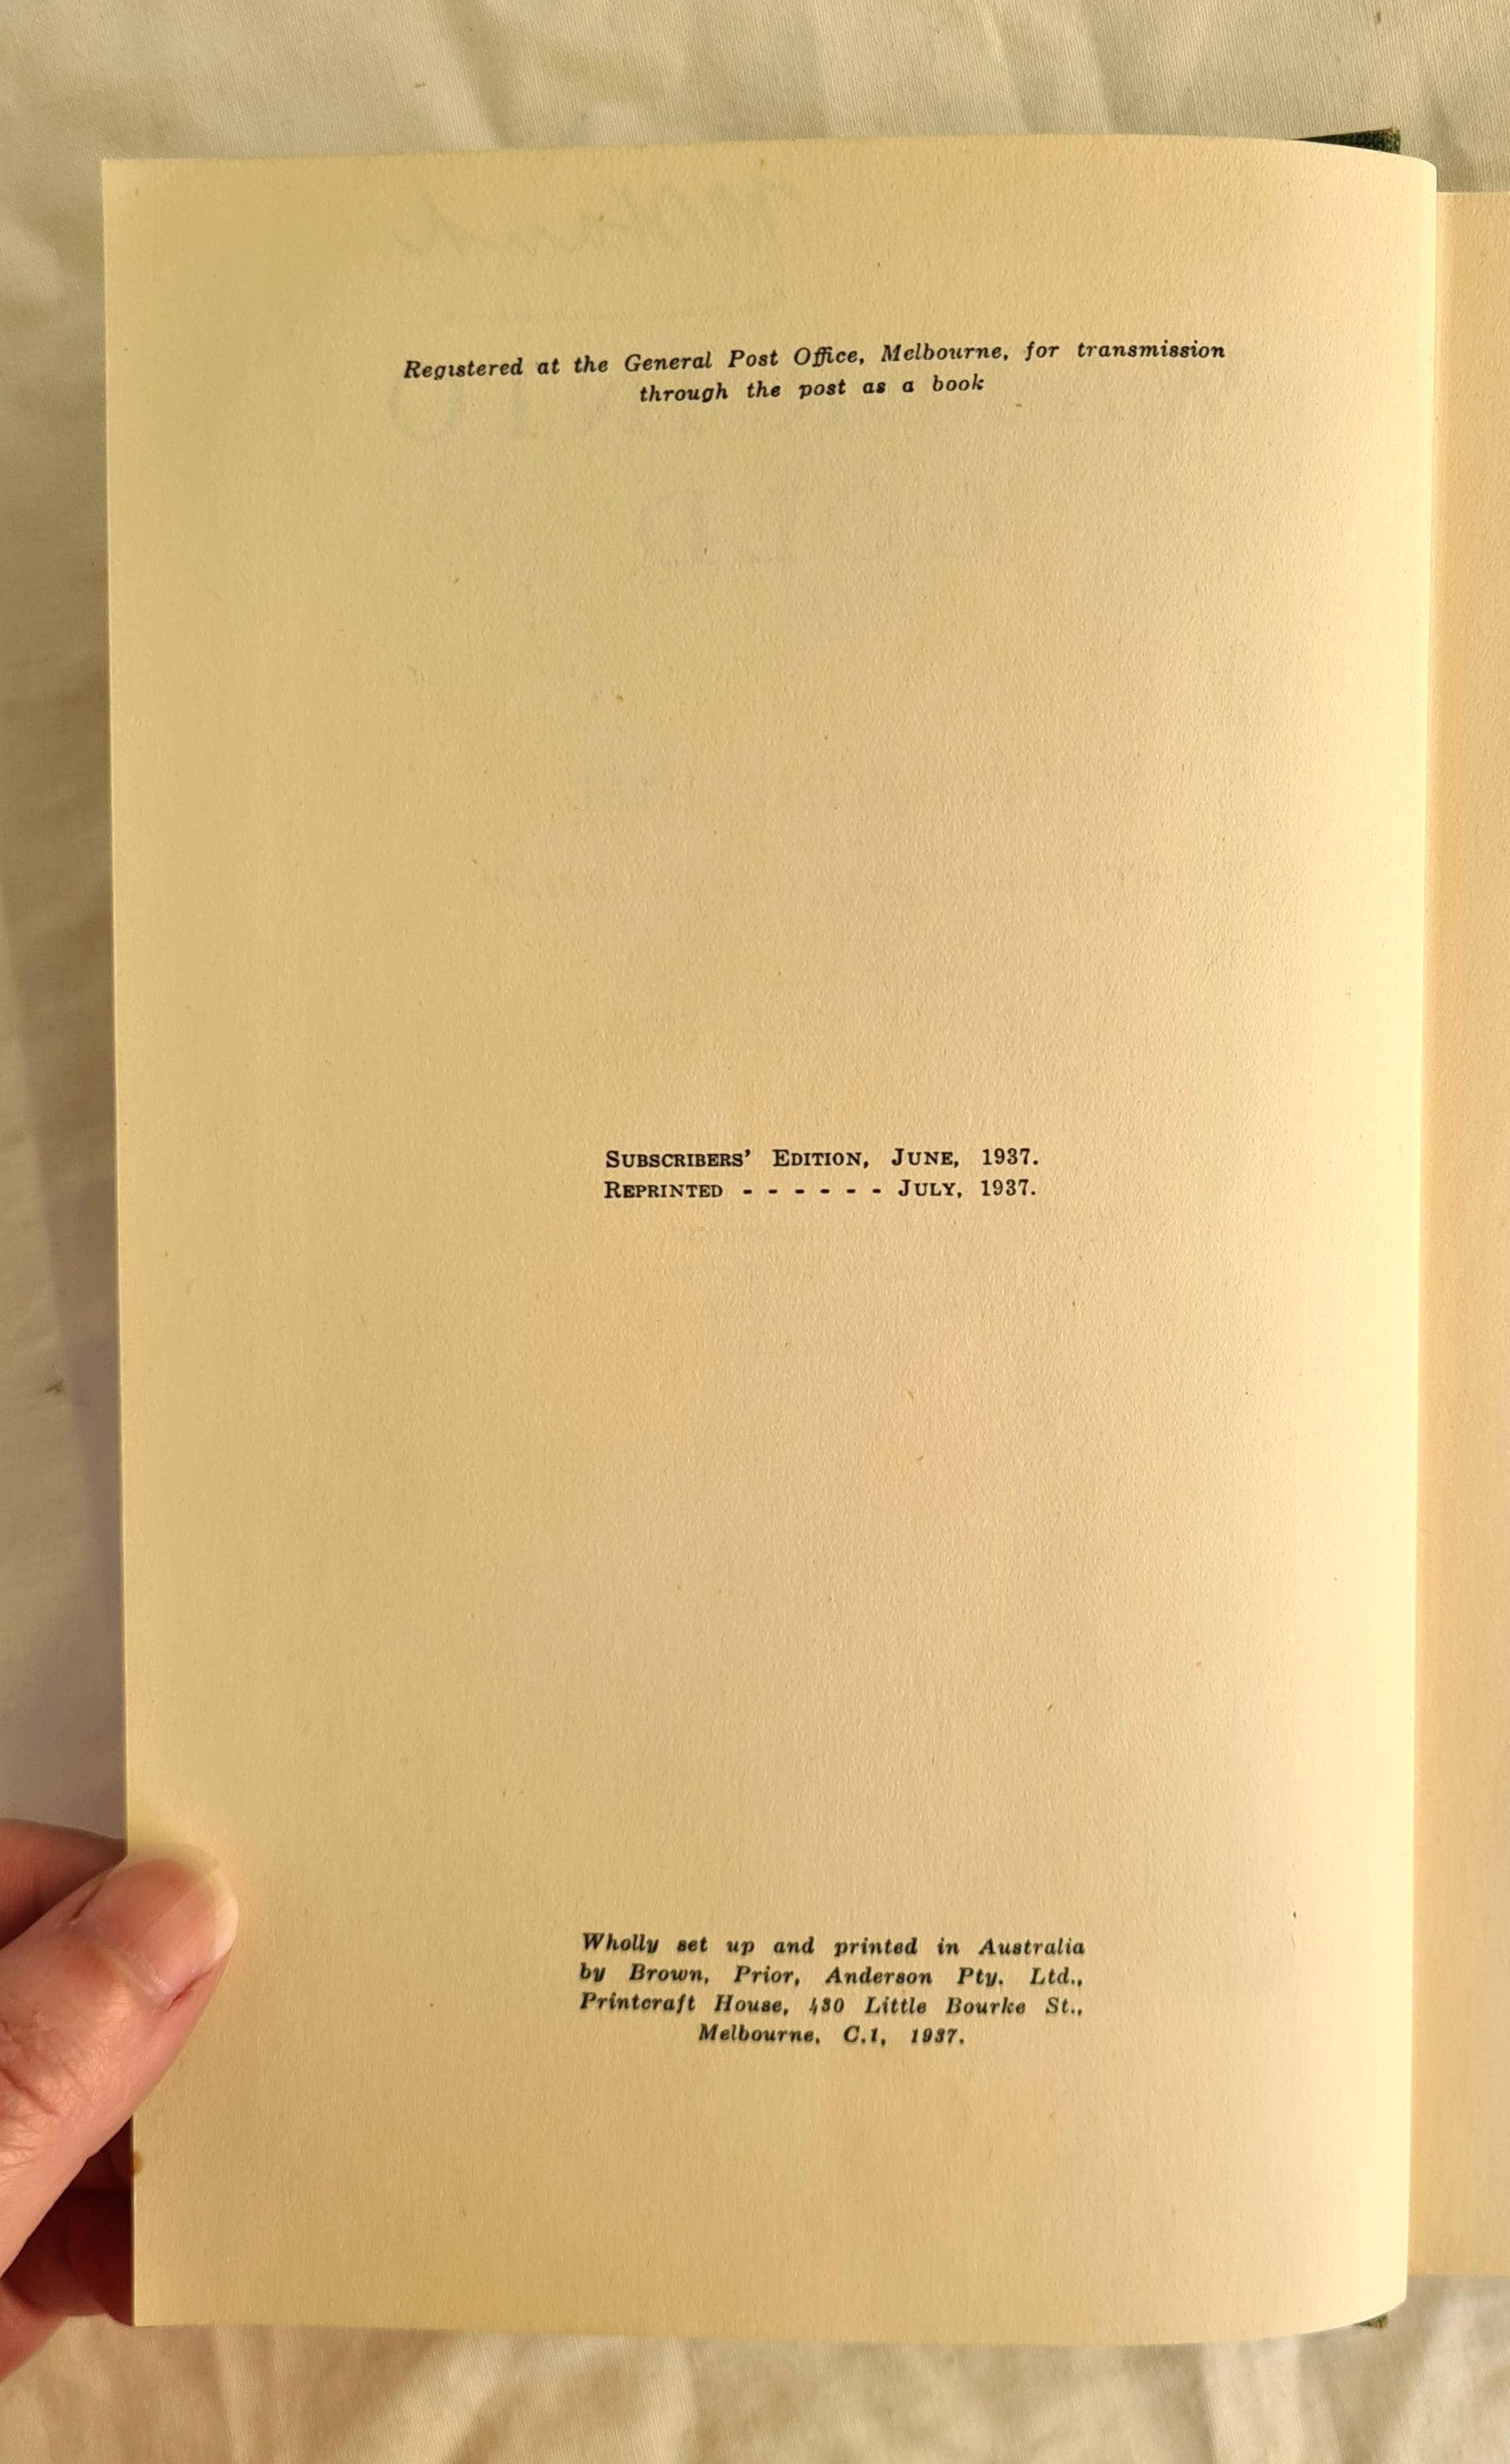 Registered at the General Post Office, Melbourne, for transmission
through the post as a book
SUBSCRIBERS' EDITION, JUNE, 1937.
REPRINTED - - - - - - JULY, 1937.
Wholly set up and printed in Australia
by Brown, Prior, Anderson Pty. Ltd.,
Printcraft House, 430 Little Bourke St.,
Melbourne, C.1, 1937.